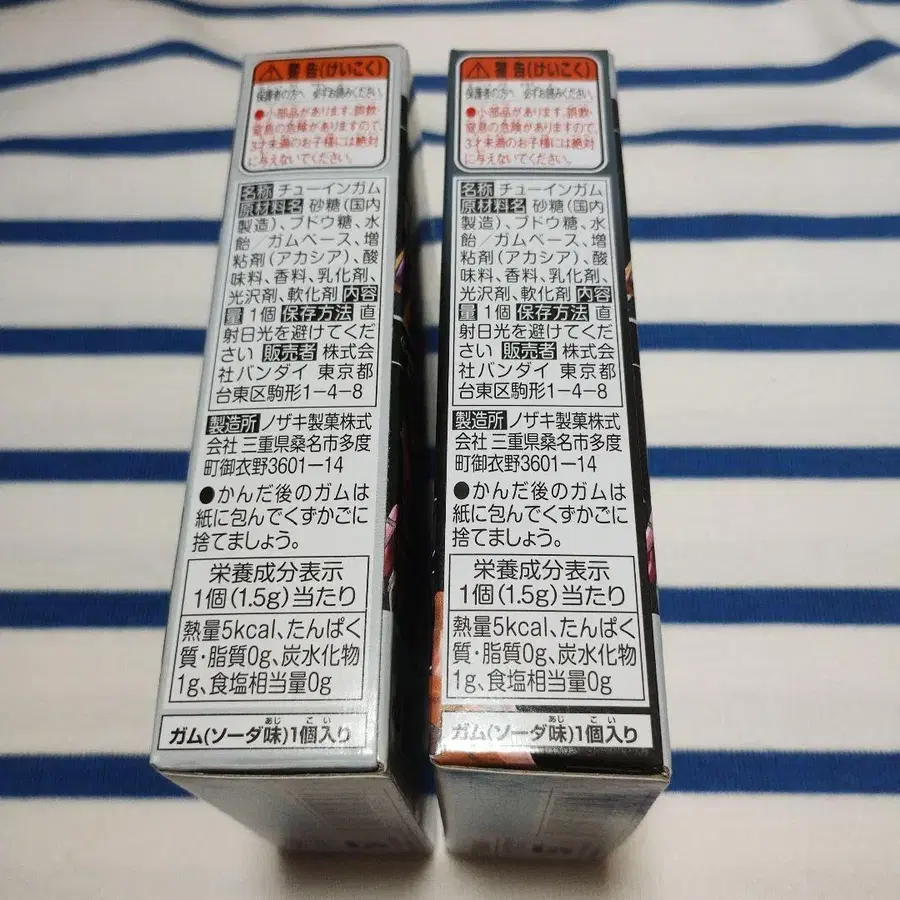 警告(けいこく)
保護者の方へ 必ずお読みください。
●小部品があります。誤飲・
窒息の危険がありますので、
3才未満のお子様には絶対
に与えないでください。
名称 チューインガム
原材料名 砂糖(国内
製造)、ブドウ糖、水
飴／ガムベース、増
粘剤(アカシア)、酸
味料、香料、乳化剤、
光沢剤、軟化剤 内容
量 1個 保存方法 直
射日光を避けてくだ
さい 販売者 株式会
社バンダイ 東京都
台東区駒形1-4-8
製造所 ノザキ製菓株式
会社 三重県桑名市多度
町御衣野3601-14
●かんだ後のガムは
紙に包んでくずかごに
捨てましょう。
栄養成分表示
1個(1.5g)当たり
熱量5kcal、たんぱく
質・脂質0g、炭水化物
1g、食塩相当量0g
ガム(ソーダ味)1個入り
警告(けいこく)
保護者の方へ 必ずお読みください。
●小部品があります。誤飲・
窒息の危険がありますので、
3才未満のお子様には絶対
に与えないでください。
名称 チューインガム
原材料名 砂糖(国内
製造)、ブドウ糖、水
飴／ガムベース、増
粘剤(アカシア)、酸
味料、香料、乳化剤、
光沢剤、軟化剤 内容
量 1個 保存方法 直
射日光を避けてくだ
さい 販売者 株式会
社バンダイ 東京都
台東区駒形1-4-8
製造所 ノザキ製菓株式
会社 三重県桑名市多度
町御衣野3601-14
●かんだ後のガムは
紙に包んでくずかごに
捨てましょう。
栄養成分表示
1個(1.5g)当たり
熱量5kcal、たんぱく
質・脂質0g、炭水化物
1g、食塩相当量0g
ガム(ソーダ味)1個入り